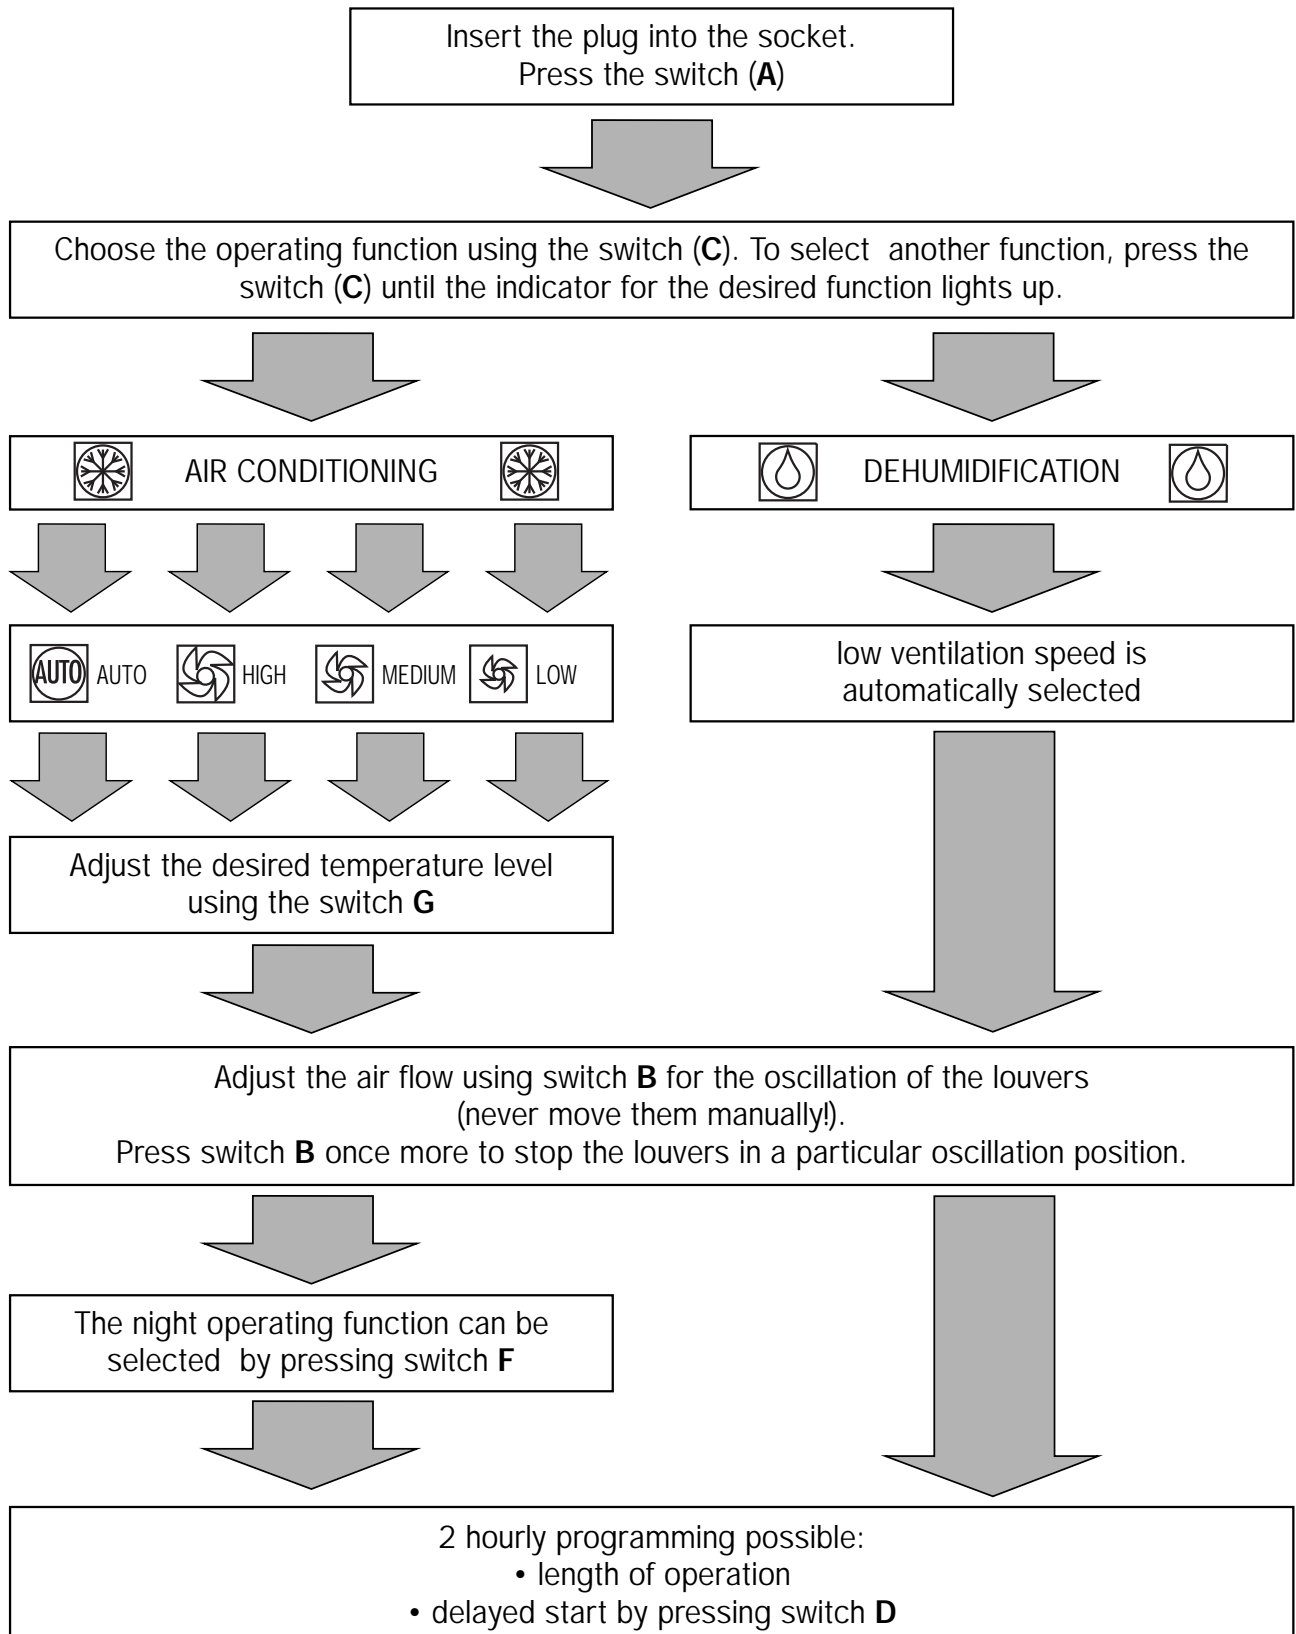 Insert the plug into the socket.
Press the switch (A)
Choose the operating function using the switch (C). To select another function, press the
switch (C) until the indicator for the desired function lights up.
AIR CONDITIONING
DEHUMIDIFICATION
AUTO AUTO HIGH MEDIUM LOW
low ventilation speed is
automatically selected
Adjust the desired temperature level
using the switch G
Adjust the air flow using switch B for the oscillation of the louvers
(never move them manually!).
Press switch B once more to stop the louvers in a particular oscillation position.
The night operating function can be
selected by pressing switch F
2 hourly programming possible:
• length of operation
• delayed start by pressing switch D